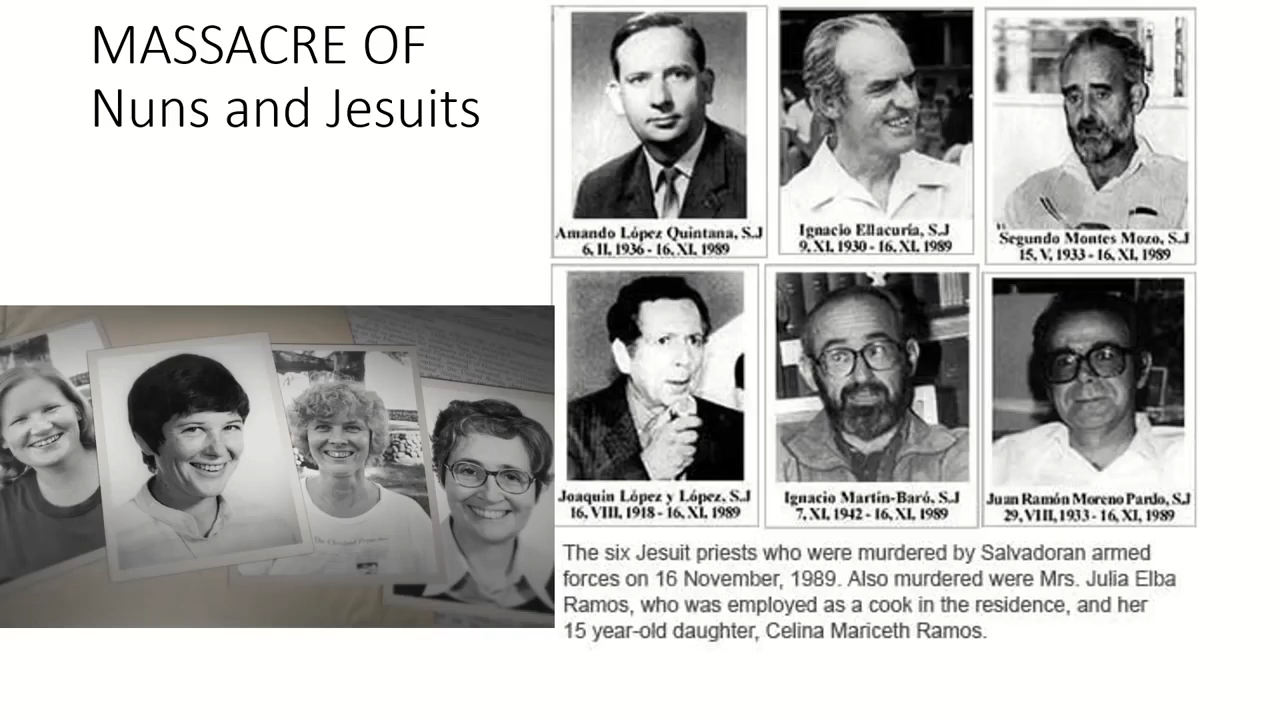 MASSACRE OF
Nuns and Jesuits
Amando López Quintana, S.J
6, II, 1936 - 16, XI, 1989
Ignacio Ellacuría, S.J
9, XI, 1930 - 16, XI, 1989
Segundo Montes Mozo, S.J
15, V, 1933 - 16, XI, 1989
Joaquin López y López, S.J
16, VIII, 1918 - 16, XI, 1989
Ignacio Martín-Baró, S.J
7, XI, 1942 - 16, XI, 1989
Juan Ramón Moreno Pardo, S.J
29, VIII, 1933 - 16, XI, 1989
The six Jesuit priests who were murdered by Salvadoran armed
forces on 16 November, 1989. Also murdered were Mrs. Julia Elba
Ramos, who was employed as a cook in the residence, and her
15 year-old daughter, Celina Mariceth Ramos.